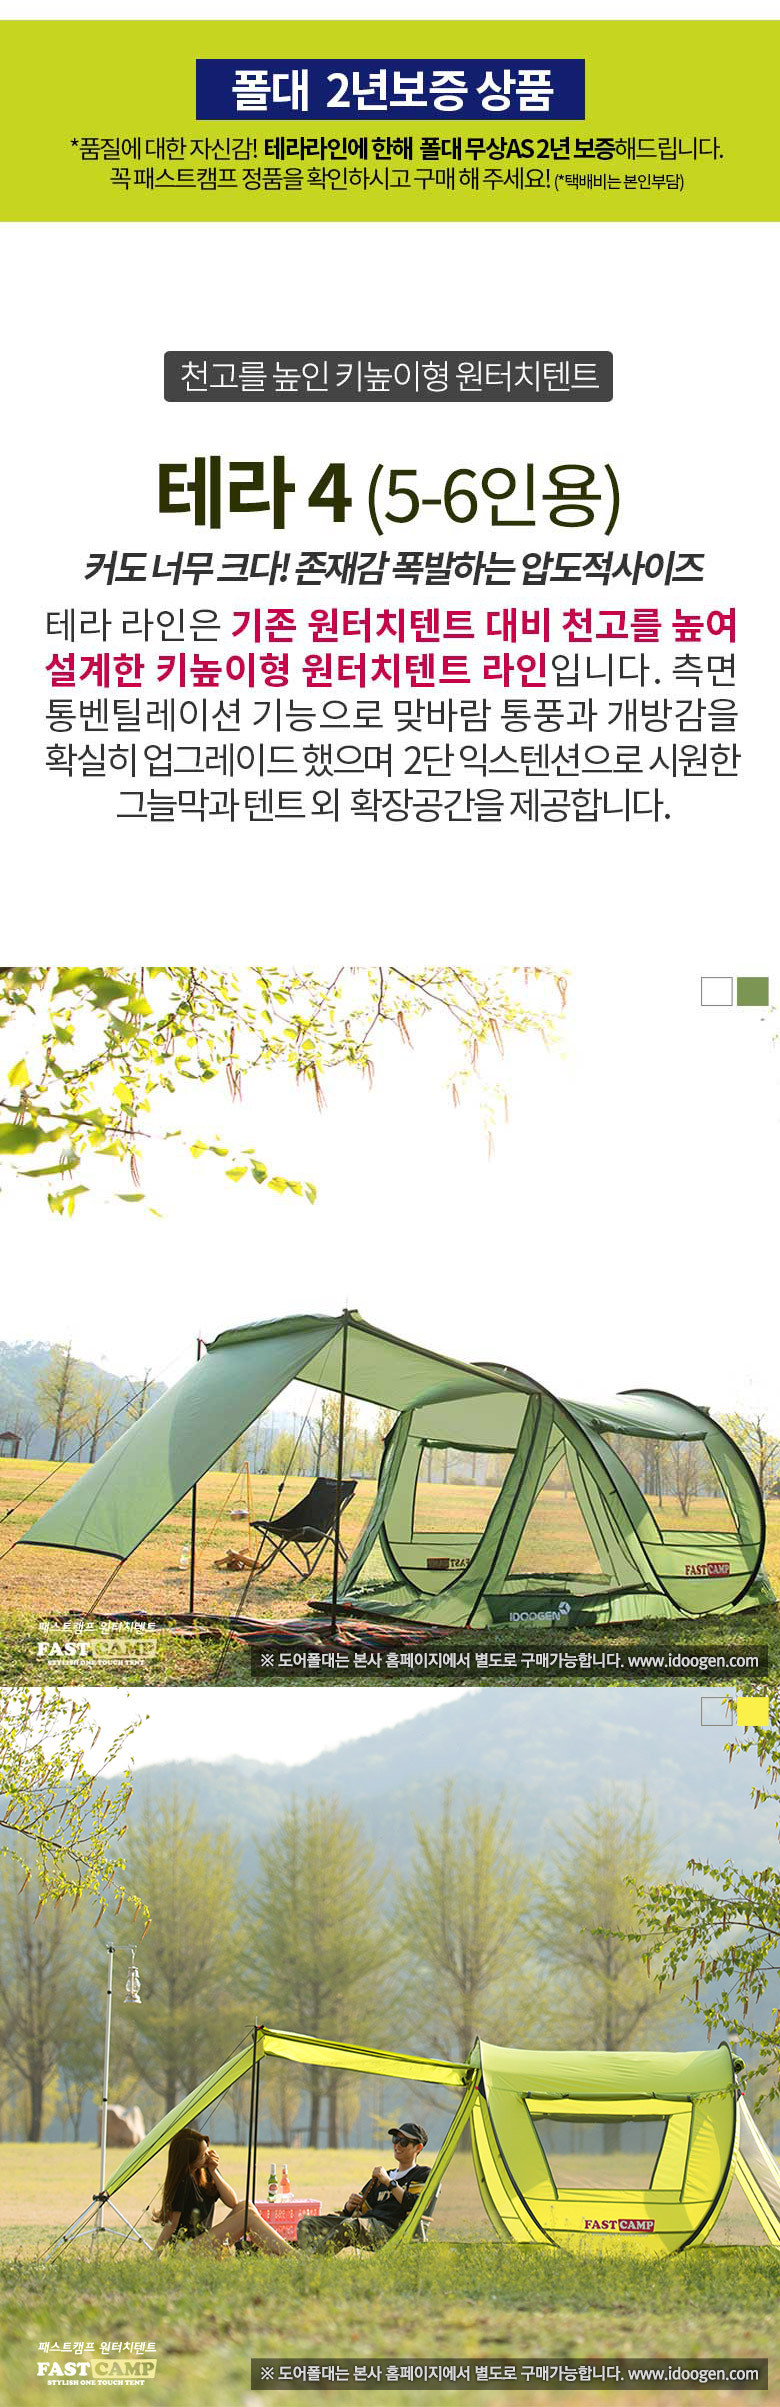 폴대 2년보증 상품
*품질에 대한 자신감! 테라라인에 한해 폴대 무상AS 2년 보증해드립니다.
꼭 패스트캠프 정품을 확인하시고 구매 해 주세요! (*택배비는 본인부담)
천고를 높인 키높이형 원터치텐트
테라 4 (5-6인용)
커도 너무 크다! 존재감 폭발하는 압도적사이즈
테라 라인은 기존 원터치텐트 대비 천고를 높여
설계한 키높이형 원터치텐트 라인입니다. 측면
통벤틸레이션 기능으로 맞바람 통풍과 개방감을
확실히 업그레이드 했으며 2단 익스텐션으로 시원한
그늘막과 텐트 외 확장공간을 제공합니다.
FASTCAMP
FASTCAMP
IDOOGEN
패스트캠프 원터치텐트
FAST CAMP
STYLISH ONE TOUCH TENT
※ 도어폴대는 본사 홈페이지에서 별도로 구매가능합니다. www.idoogen.com
FASTCAMP
패스트캠프 원터치텐트
FAST CAMP
STYLISH ONE TOUCH TENT
※ 도어폴대는 본사 홈페이지에서 별도로 구매가능합니다. www.idoogen.com